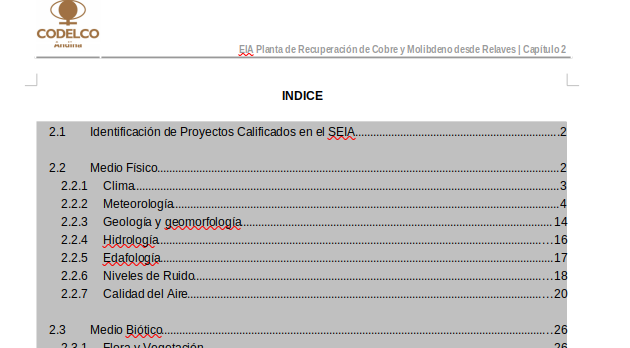 CODELCO
Andina
EIA Planta de Recuperación de Cobre y Molibdeno desde Relaves | Capítulo 2
INDICE
2.1 Identificación de Proyectos Calificados en el SEIA 2
2.2 Medio Físico 2
2.2.1 Clima 3
2.2.2 Meteorología 4
2.2.3 Geología y geomorfología 14
2.2.4 Hidrología 16
2.2.5 Edafología 17
2.2.6 Niveles de Ruido 18
2.2.7 Calidad del Aire 20
2.3 Medio Biótico 26
2.3.1 Flora y Vegetación 26